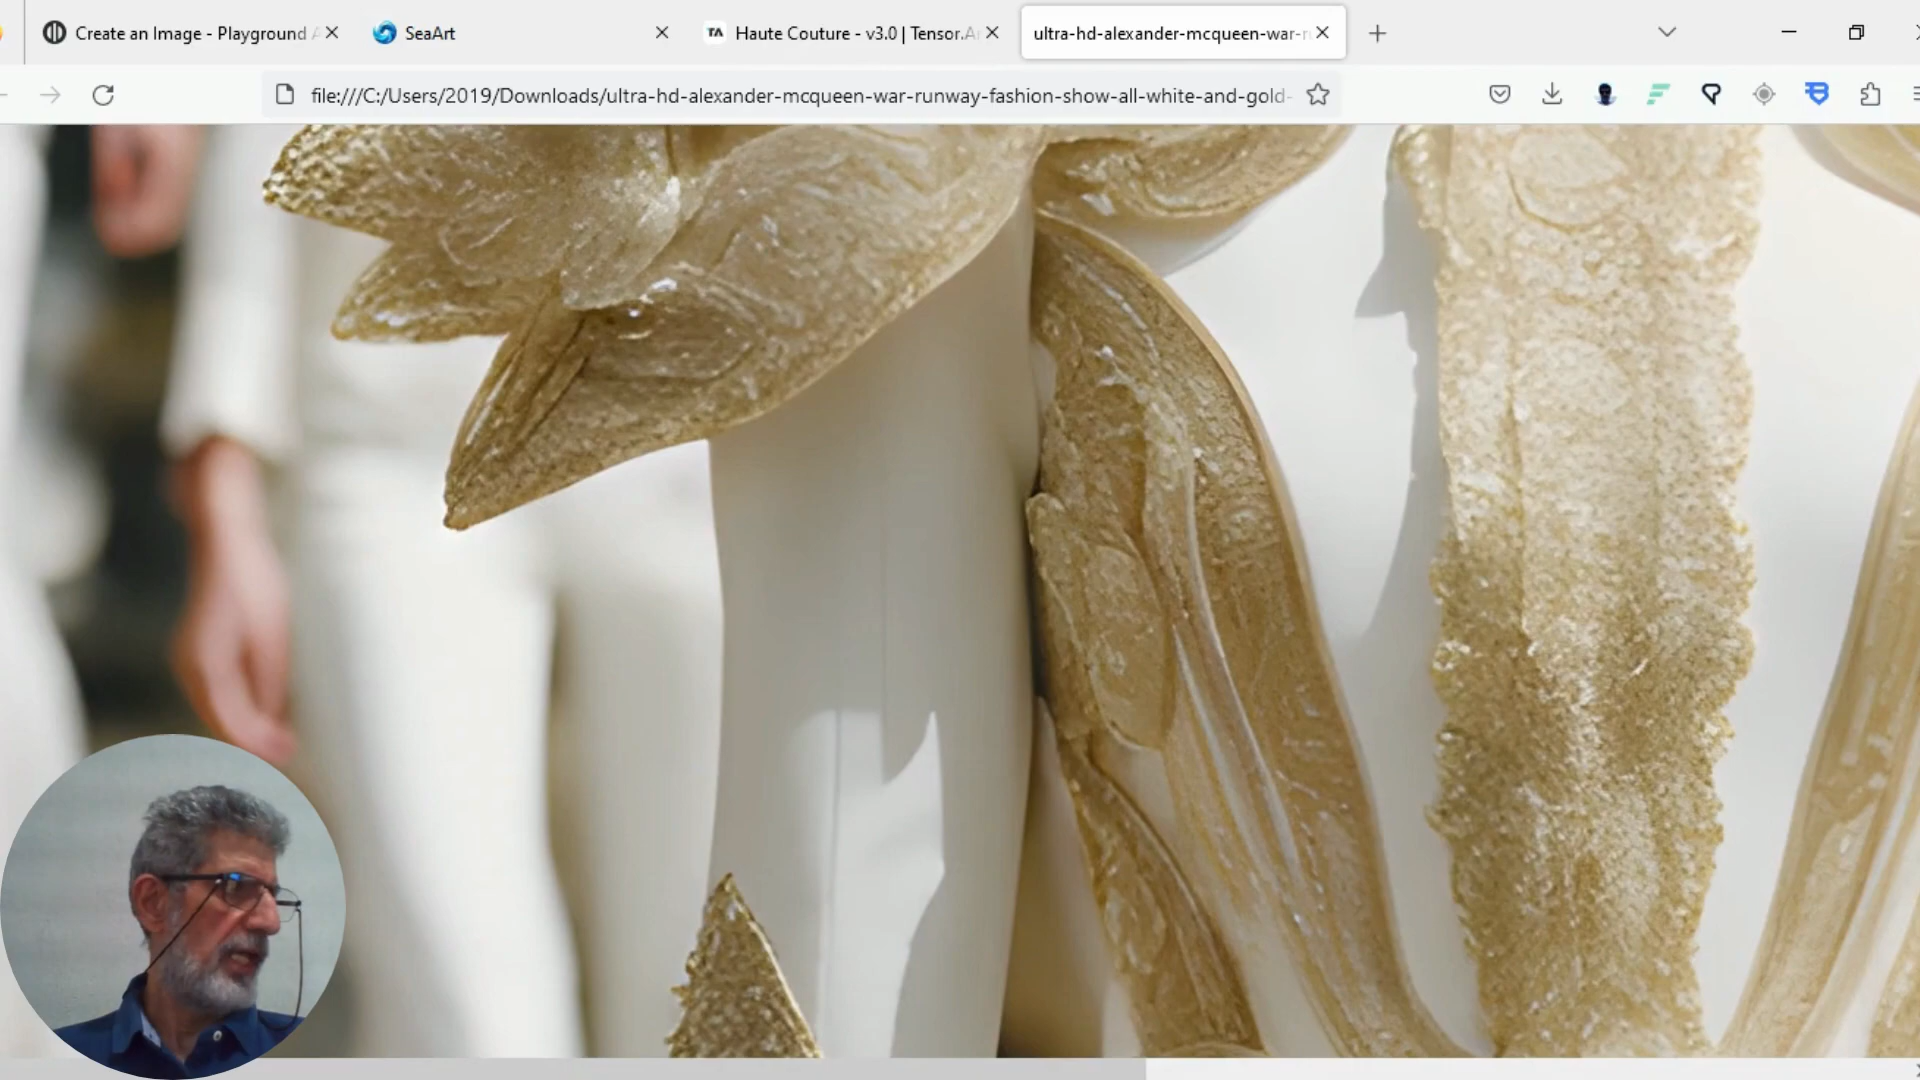 Create an Image - Playground A
SeaArt
TA Haute Couture - v3.0 | Tensor.A
ultra-hd-alexander-mcqueen-war-r
file:///C:/Users/2019/Downloads/ultra-hd-alexander-mcqueen-war-runway-fashion-show-all-white-and-gold-